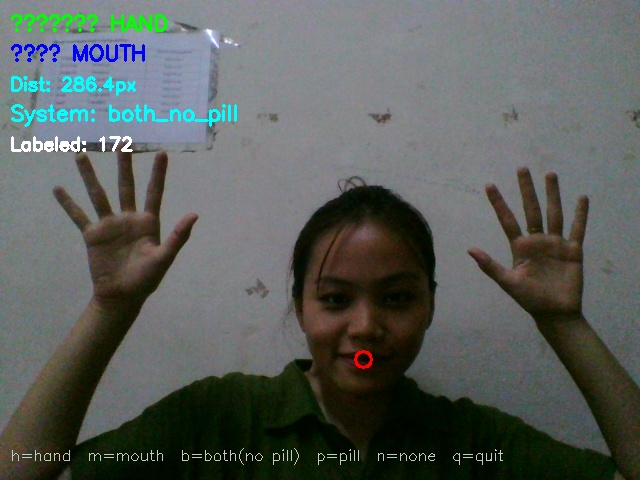 ??????? HAND
???? MOUTH
Dist: 286.4px
System: both_no_pill
Labeled: 172
h=hand m=mouth b=both(no pill) p=pill n=none q=quit